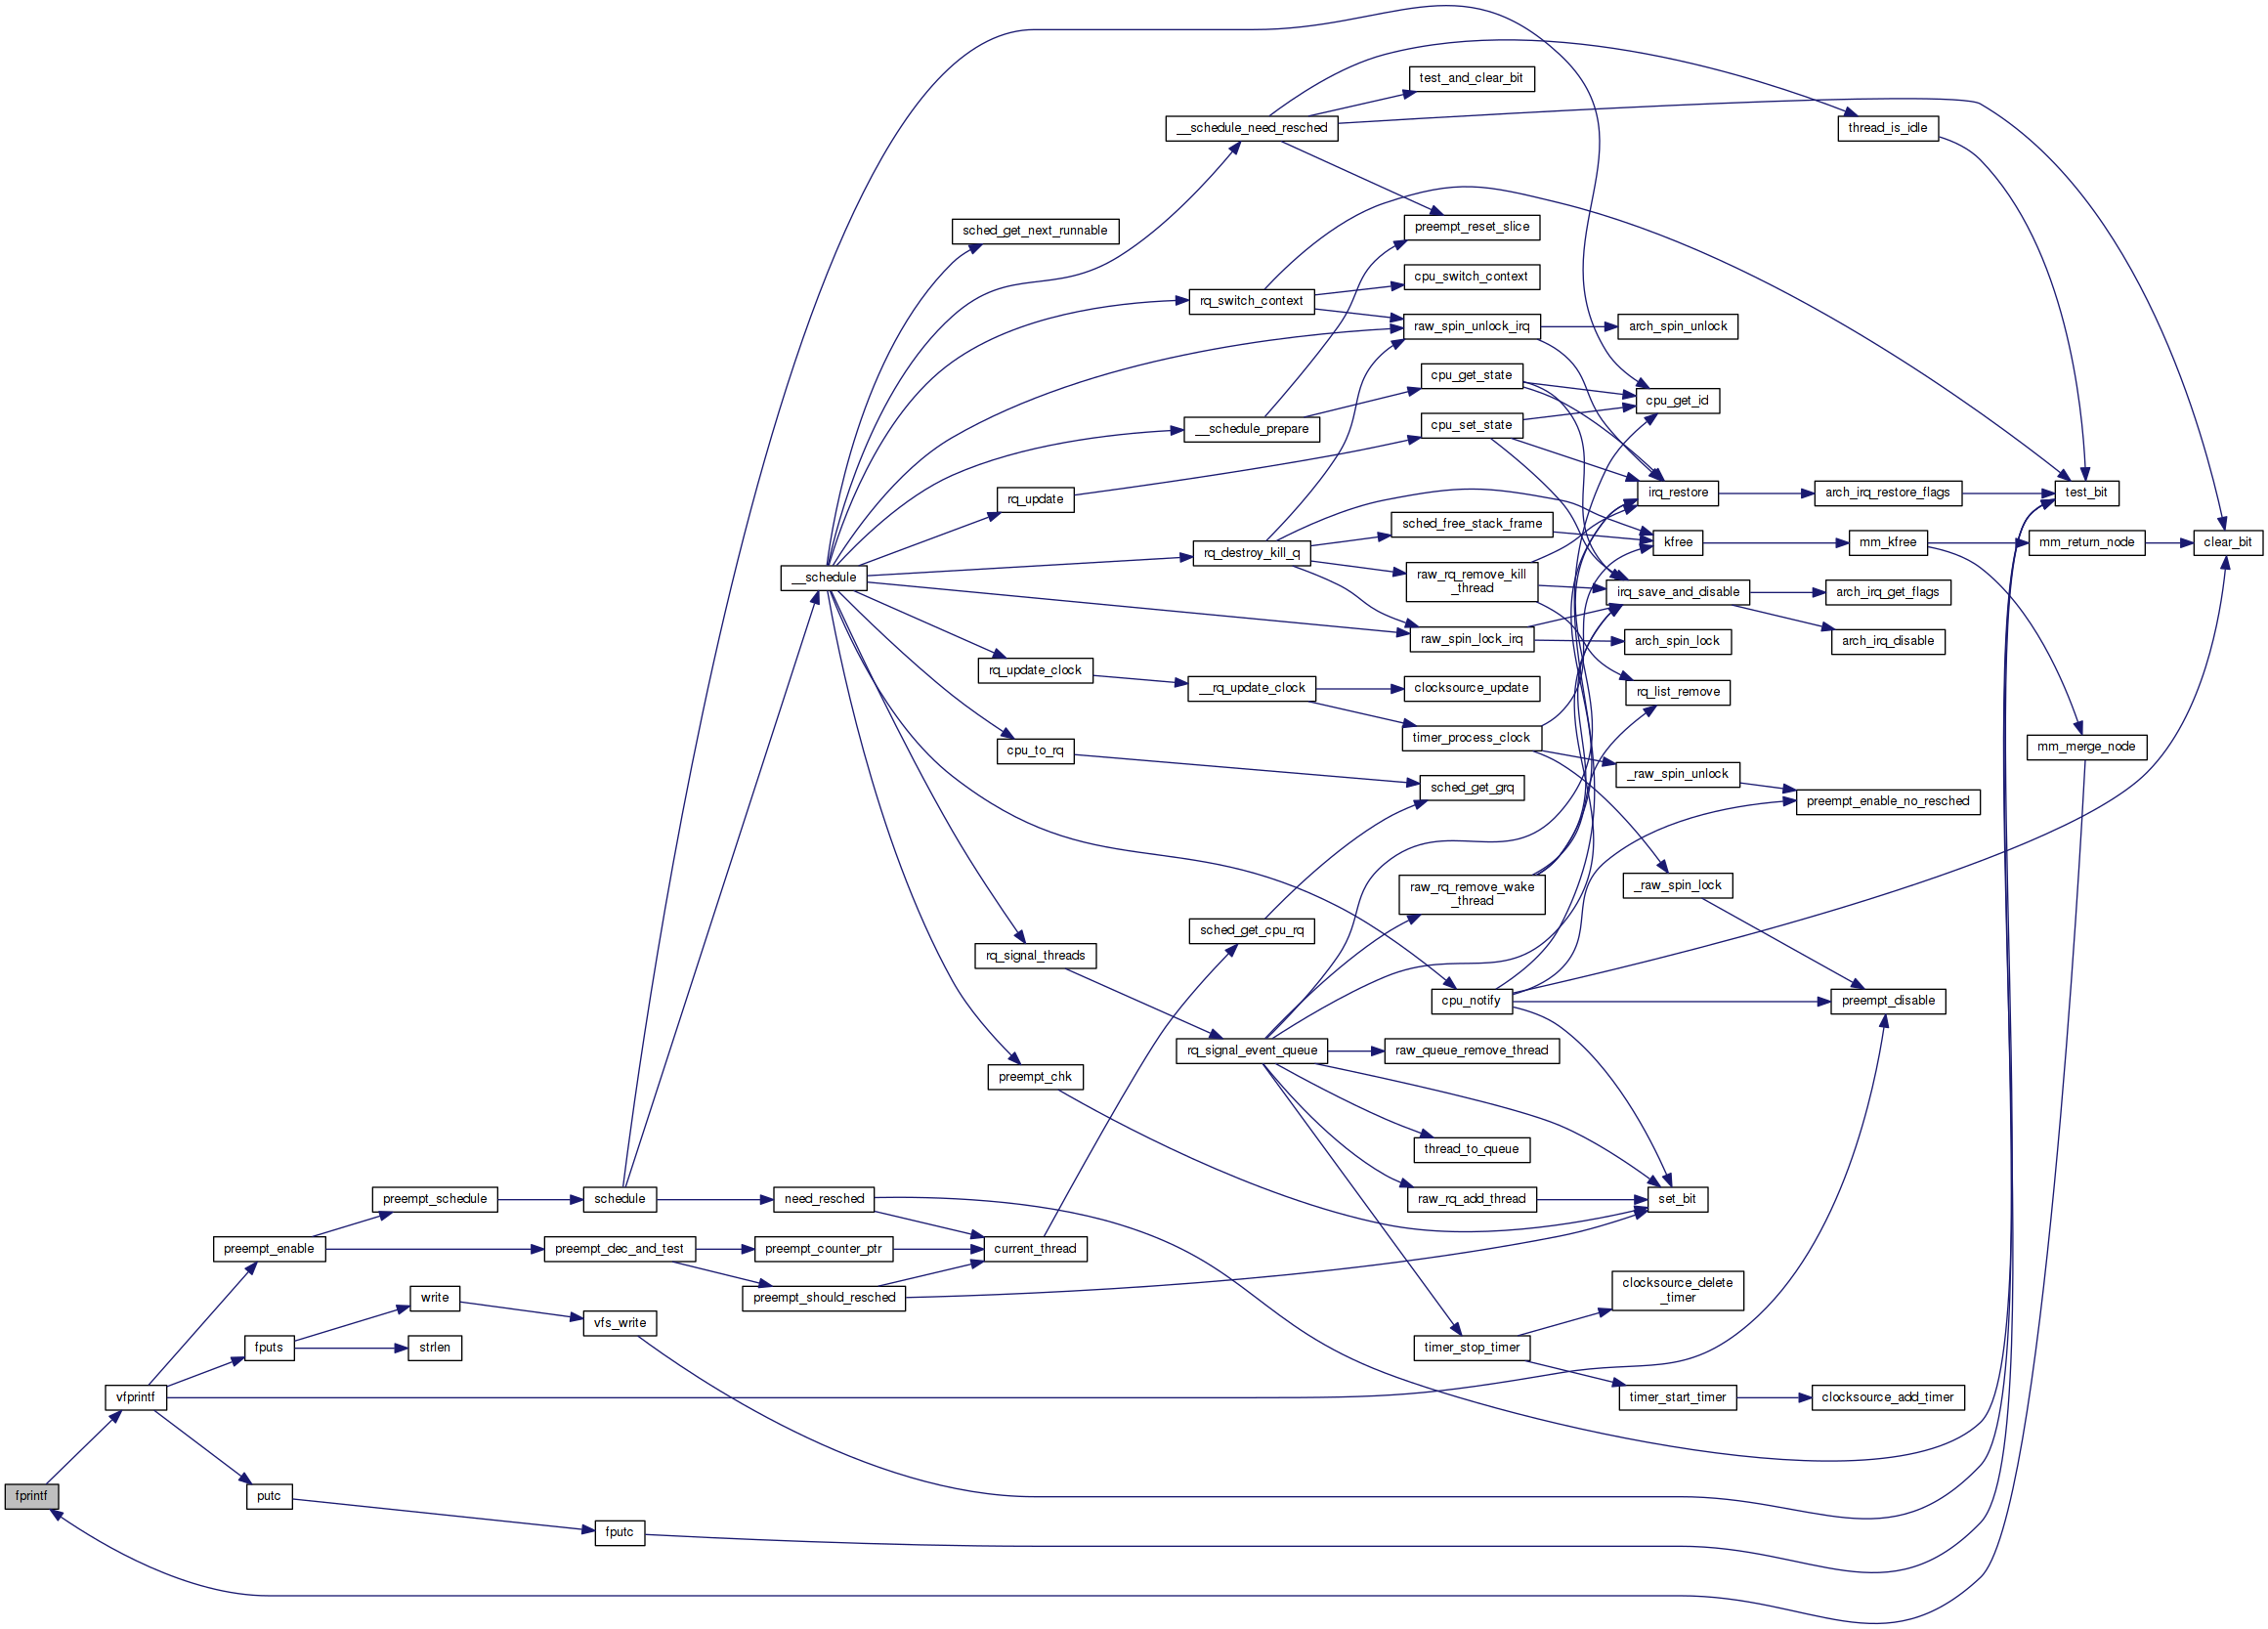 test_and_clear_bit
__schedule_need_resched
thread_is_idle
sched_get_next_runnable
preempt_reset_slice
cpu_switch_context
rq_switch_context
raw_spin_unlock_irq
arch_spin_unlock
cpu_get_state
cpu_get_id
__schedule_prepare
cpu_set_state
rq_update
irq_restore
arch_irq_restore_flags
test_bit
sched_free_stack_frame
rq_destroy_kill_q
kfree
mm_kfree
mm_return_node
clear_bit
__schedule
raw_rq_remove_kill
_thread
irq_save_and_disable
arch_irq_get_flags
raw_spin_lock_irq
arch_spin_lock
arch_irq_disable
rq_update_clock
__rq_update_clock
clocksource_update
rq_list_remove
timer_process_clock
cpu_to_rq
mm_merge_node
_raw_spin_unlock
sched_get_grq
preempt_enable_no_resched
raw_rq_remove_wake
_thread
_raw_spin_lock
sched_get_cpu_rq
rq_signal_threads
cpu_notify
preempt_disable
rq_signal_event_queue
raw_queue_remove_thread
preempt_chk
thread_to_queue
preempt_schedule
schedule
need_resched
raw_rq_add_thread
set_bit
preempt_enable
preempt_dec_and_test
preempt_counter_ptr
current_thread
write
preempt_should_resched
clocksource_delete
_timer
vfs_write
fputs
strlen
timer_stop_timer
vfprintf
timer_start_timer
clocksource_add_timer
fprintf
putc
fputc